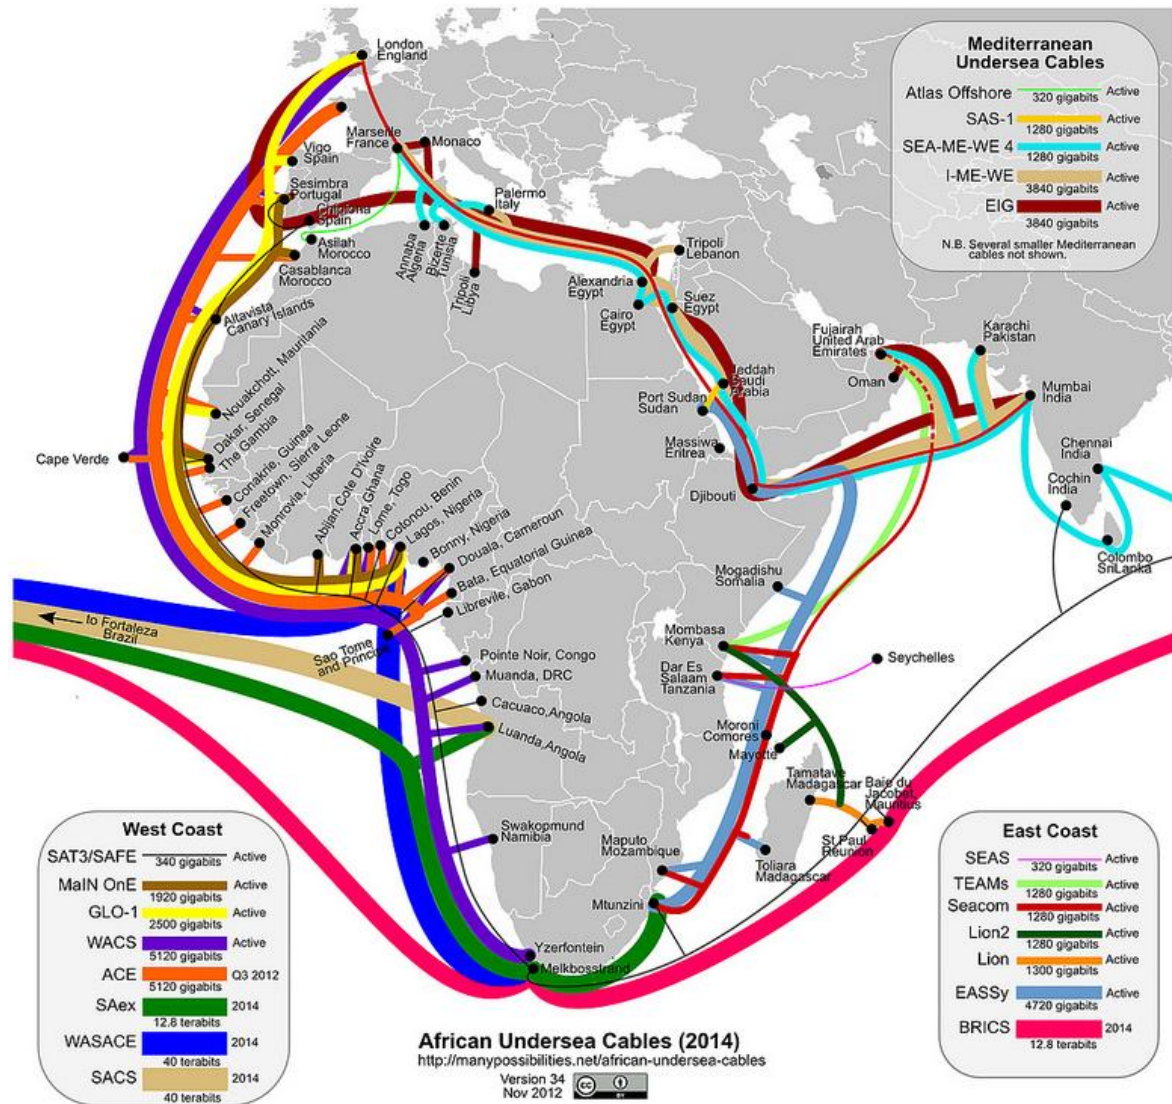 London
England
Vigo
Spain
Sesimbra
Portugal
Chipiona
Spain
Asilah
Morocco
Casablanca
Morocco
Marseille
France
Monaco
Palermo
Italy
Annaba
Algeria
Bizerte
Tunisia
Tripoli
Libya
Tripoli
Lebanon
Alexandria
Egypt
Cairo
Egypt
Suez
Egypt
Jeddah
Saudi
Arabia
Port Sudan
Sudan
Massiwa
Eritrea
Djibouti
Fujairah
United Arab
Emirates
Oman
Karachi
Pakistan
Mumbai
India
Chennai
India
Cochin
India
Colombo
SriLanka
Altavista
Canary Islands
Nouakchott, Mauritania
Dakar, Senegal
The Gambia
Cape Verde
Conakrie, Guinea
Freetown, Sierra Leone
Monrovia, Liberia
Abijan,Cote D'Ivoire
Accra,Ghana
Lome, Togo
Cotonou, Benin
Lagos, Nigeria
Bonny, Nigeria
Douala, Cameroun
Bata, Equatorial Guinea
Libreville, Gabon
to Fortaleza
Brazil
Sao Tome
and Principe
Pointe Noir, Congo
Muanda, DRC
Cacuaco,Angola
Luanda,Angola
Swakopmund
Namibia
Yzerfontein
Melkbosstrand
Mogadishu
Somalia
Mombasa
Kenya
Dar Es
Salaam
Tanzania
Seychelles
Moroni
Comores
Mayotte
Tamatave
Madagascar
Baie du
Jacobet,
Mauritius
St Paul
Reunion
Maputo
Mozambique
Toliara
Madagascar
Mtunzini
Mediterranean
Undersea Cables
Atlas Offshore 320 gigabits Active
SAS-1 1280 gigabits Active
SEA-ME-WE 4 1280 gigabits Active
I-ME-WE 3840 gigabits Active
EIG 3840 gigabits Active
N.B. Several smaller Mediterranean
cables not shown.
West Coast
SAT3/SAFE 340 gigabits Active
MaIN OnE 1920 gigabits Active
GLO-1 2500 gigabits Active
WACS 5120 gigabits Active
ACE 5120 gigabits Q3 2012
SAex 12.8 terabits 2014
WASACE 40 terabits 2014
SACS 40 terabits 2014
East Coast
SEAS 320 gigabits Active
TEAMs 1280 gigabits Active
Seacom 1280 gigabits Active
Lion2 1280 gigabits Active
Lion 1300 gigabits Active
EASSy 4720 gigabits Active
BRICS 12.8 terabits 2014
African Undersea Cables (2014)
http://manypossibilities.net/african-undersea-cables
Version 34
Nov 2012
cc
BY